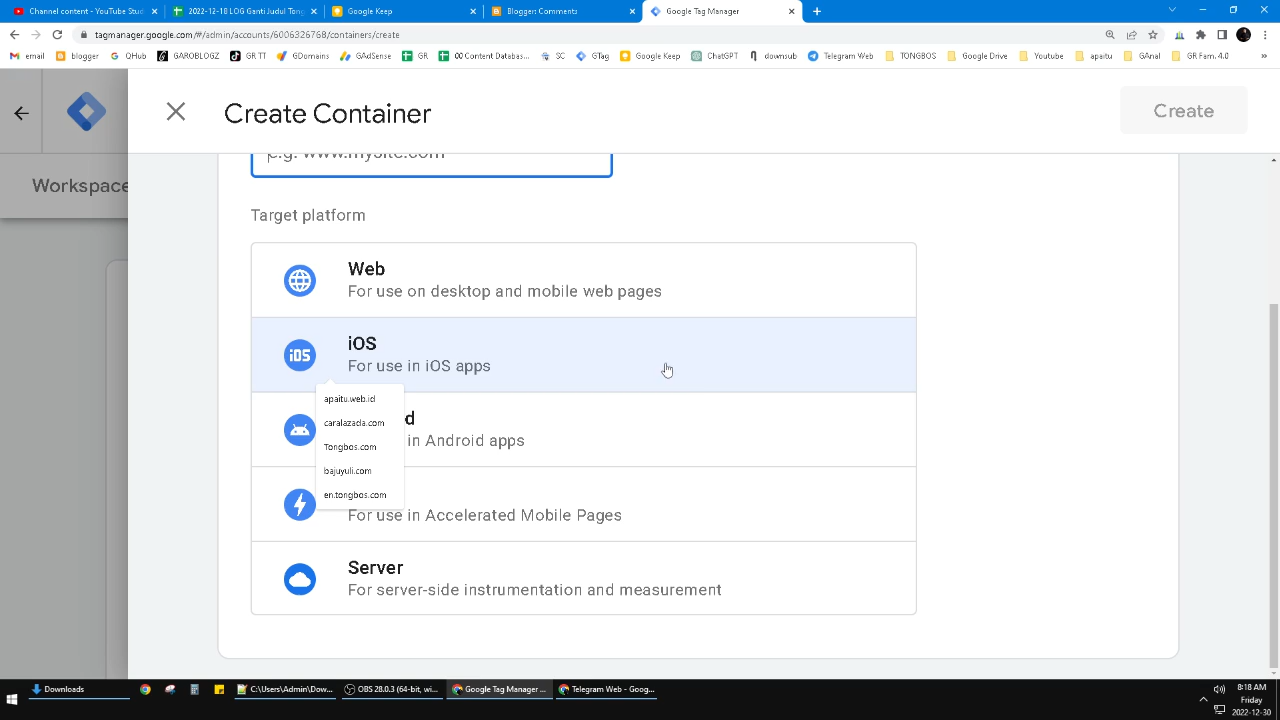 Channel content - YouTube Stud
2022-12-18 LOG Ganti Judul Tong
Google Keep
Blogger: Comments
Google Tag Manager
tagmanager.google.com/#/admin/accounts/6006326768/containers/create
email
blogger
QHub
GAROBLOGZ
GR TT
GDomains
GAdSense
GR
00 Content Databas...
SC
GTag
Google Keep
ChatGPT
downsub
Telegram Web
TONGBOS
Google Drive
Youtube
apaitu
GAnal
GR Fam. 4.0
»
Create Container
Create
e.g. www.mysite.com
Workspace
Target platform
Web
For use on desktop and mobile web pages
iOS
iOS
For use in iOS apps
apaitu.web.id
caralazada.com
Tongbos.com
bajuyuli.com
en.tongbos.com
d
in Android apps
For use in Accelerated Mobile Pages
Server
For server-side instrumentation and measurement
Downloads
C:\Users\Admin\Dow...
OBS 28.0.3 (64-bit, wi...
Google Tag Manager ...
Telegram Web - Goog...
8:18 AM
Friday
2022-12-30